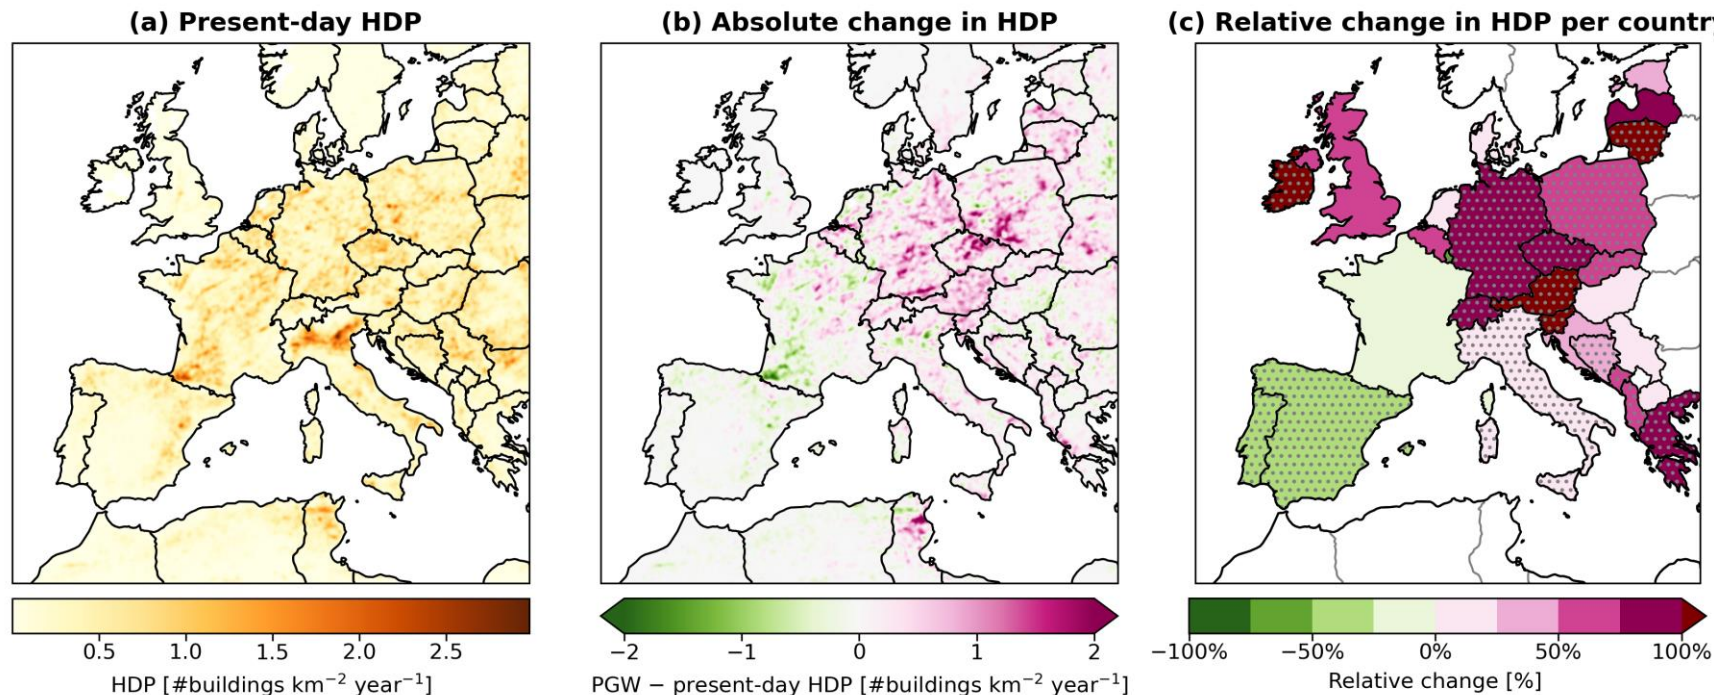 (a) Present-day HDP
(b) Absolute change in HDP
(c) Relative change in HDP per country
0.5 1.0 1.5 2.0 2.5
HDP [#buildings km⁻² year⁻¹]
−2 −1 0 1 2
PGW − present-day HDP [#buildings km⁻² year⁻¹]
−100% −50% 0% 50% 100%
Relative change [%]